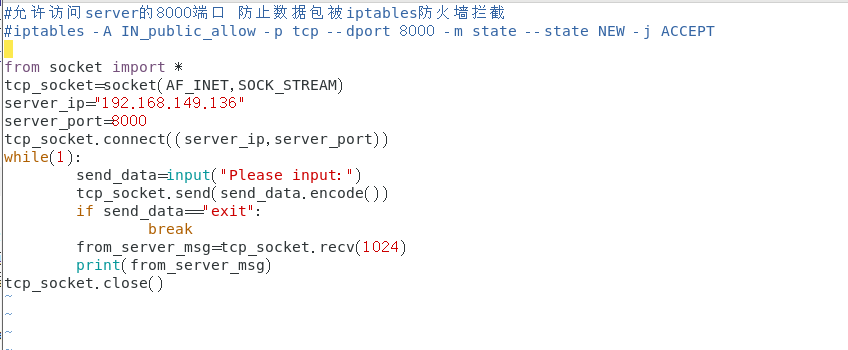 #允许访问server的8000端口 防止数据包被iptables防火墙拦截
#iptables -A IN_public_allow -p tcp --dport 8000 -m state --state NEW -j ACCEPT
from socket import *
tcp_socket=socket(AF_INET,SOCK_STREAM)
server_ip="192.168.149.136"
server_port=8000
tcp_socket.connect((server_ip,server_port))
while(1):
        send_data=input("Please input:")
        tcp_socket.send(send_data.encode())
        if send_data=="exit":
                break
        from_server_msg=tcp_socket.recv(1024)
        print(from_server_msg)
tcp_socket.close()
~
~
~
~